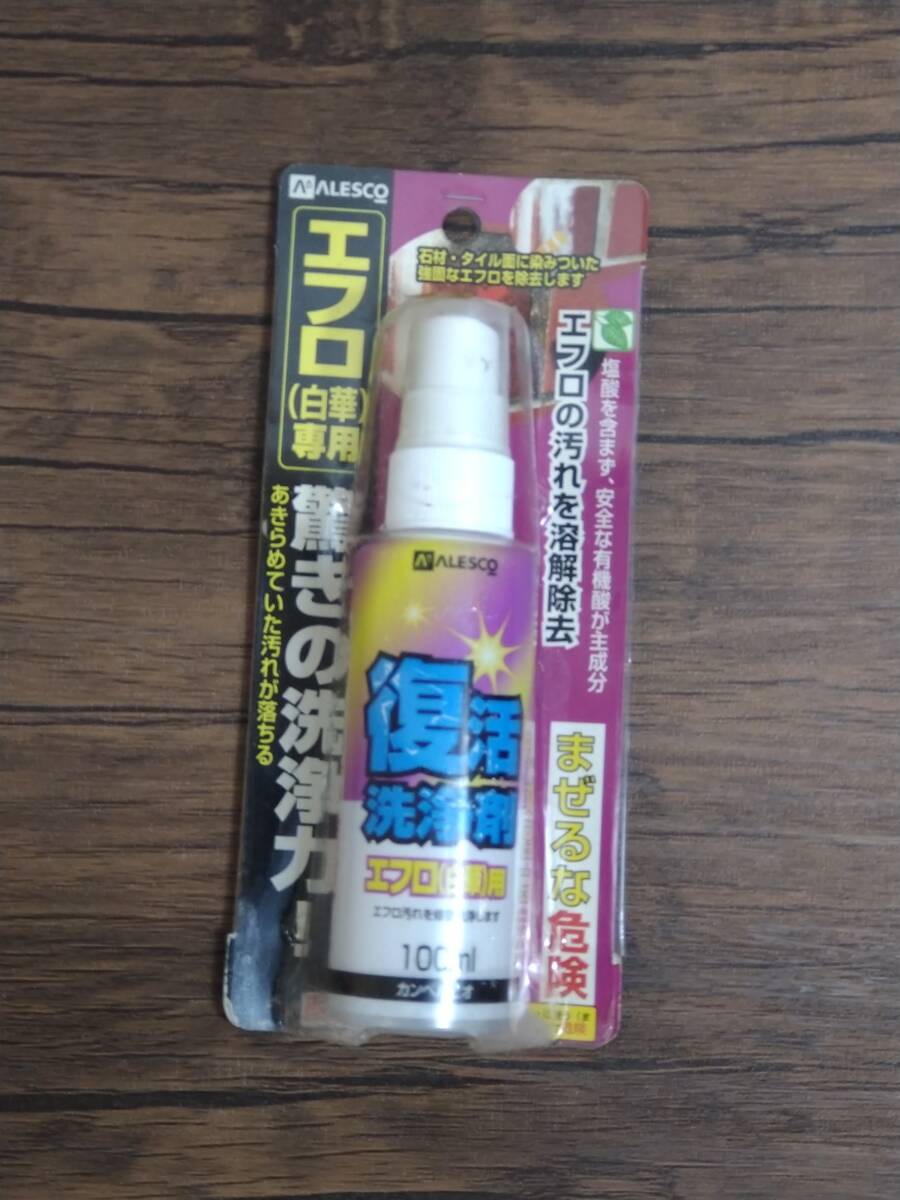 ALESCO
エフロ
(白華)
専用
驚きの洗浄力!
あきらめていた汚れが落ちる
石材・タイル面に染みついた
強固なエフロを除去します
塩酸を含まず、安全な有機酸が主成分
エフロの汚れを溶解除去
まぜるな危険
ALESCO
復活
洗浄剤
エフロ(白華)用
100ml